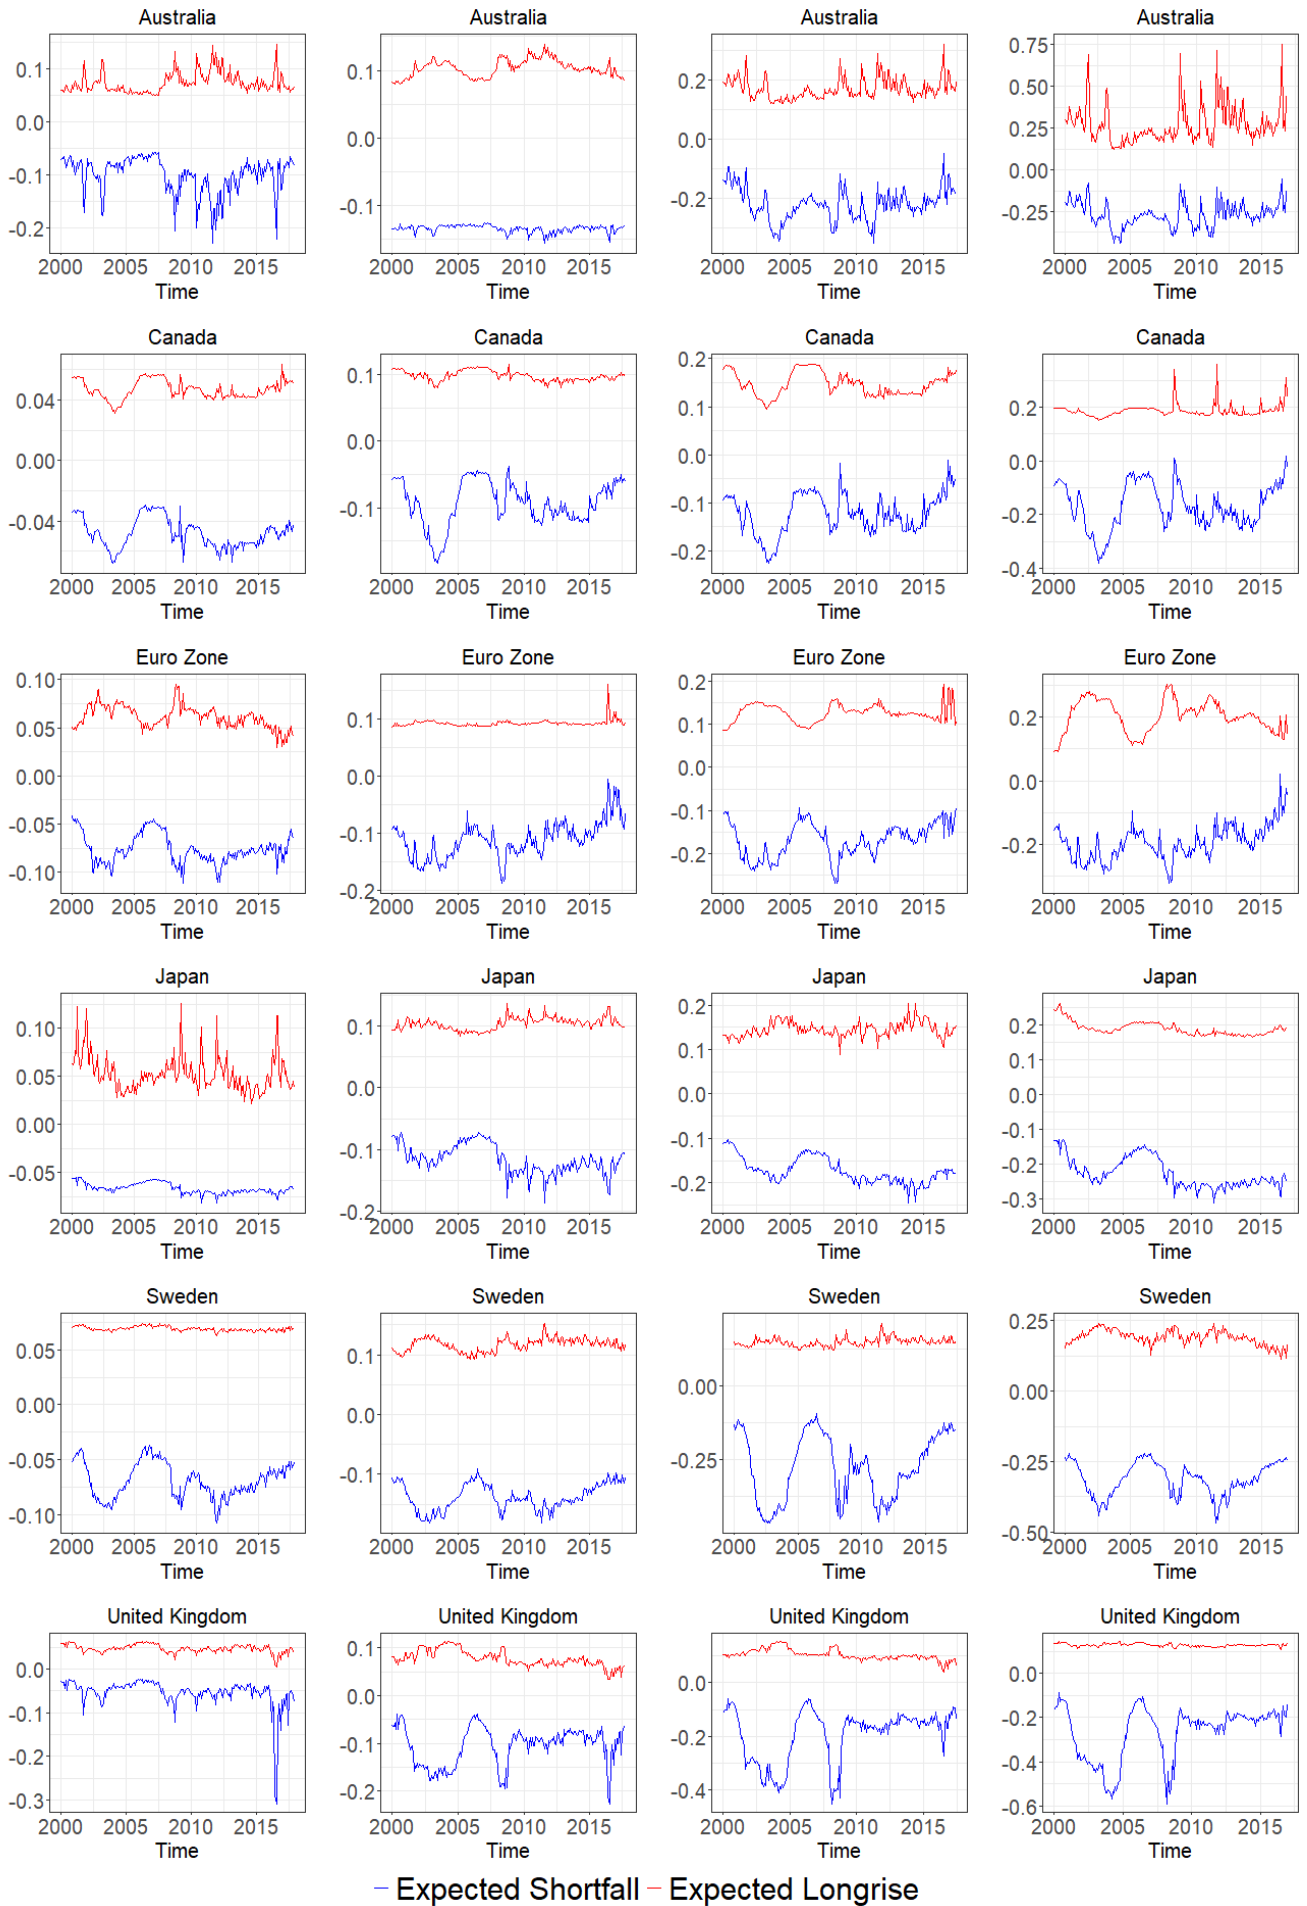 Australia Australia Australia Australia
0.1 0.0 -0.1 -0.2 0.1 0.0 -0.1 0.2 0.0 -0.2 0.75 0.50 0.25 0.00 -0.25
2000 2005 2010 2015 2000 2005 2010 2015 2000 2005 2010 2015 2000 2005 2010 2015
Time Time Time Time
Canada Canada Canada Canada
0.04 0.00 -0.04 0.1 0.0 -0.1 0.2 0.1 0.0 -0.1 -0.2 0.2 0.0 -0.2 -0.4
2000 2005 2010 2015 2000 2005 2010 2015 2000 2005 2010 2015 2000 2005 2010 2015
Time Time Time Time
Euro Zone Euro Zone Euro Zone Euro Zone
0.10 0.05 0.00 -0.05 -0.10 0.1 0.0 -0.1 -0.2 0.2 0.1 0.0 -0.1 -0.2 0.2 0.0 -0.2
2000 2005 2010 2015 2000 2005 2010 2015 2000 2005 2010 2015 2000 2005 2010 2015
Time Time Time Time
Japan Japan Japan Japan
0.10 0.05 0.00 -0.05 0.1 0.0 -0.1 -0.2 0.2 0.1 0.0 -0.1 -0.2 0.2 0.1 0.0 -0.1 -0.2 -0.3
2000 2005 2010 2015 2000 2005 2010 2015 2000 2005 2010 2015 2000 2005 2010 2015
Time Time Time Time
Sweden Sweden Sweden Sweden
0.05 0.00 -0.05 -0.10 0.1 0.0 -0.1 0.00 -0.25 0.25 0.00 -0.25 -0.50
2000 2005 2010 2015 2000 2005 2010 2015 2000 2005 2010 2015 2000 2005 2010 2015
Time Time Time Time
United Kingdom United Kingdom United Kingdom United Kingdom
0.0 -0.1 -0.2 -0.3 0.1 0.0 -0.1 -0.2 0.0 -0.2 -0.4 0.0 -0.2 -0.4 -0.6
2000 2005 2010 2015 2000 2005 2010 2015 2000 2005 2010 2015 2000 2005 2010 2015
Time Time Time Time
Expected Shortfall Expected Longrise